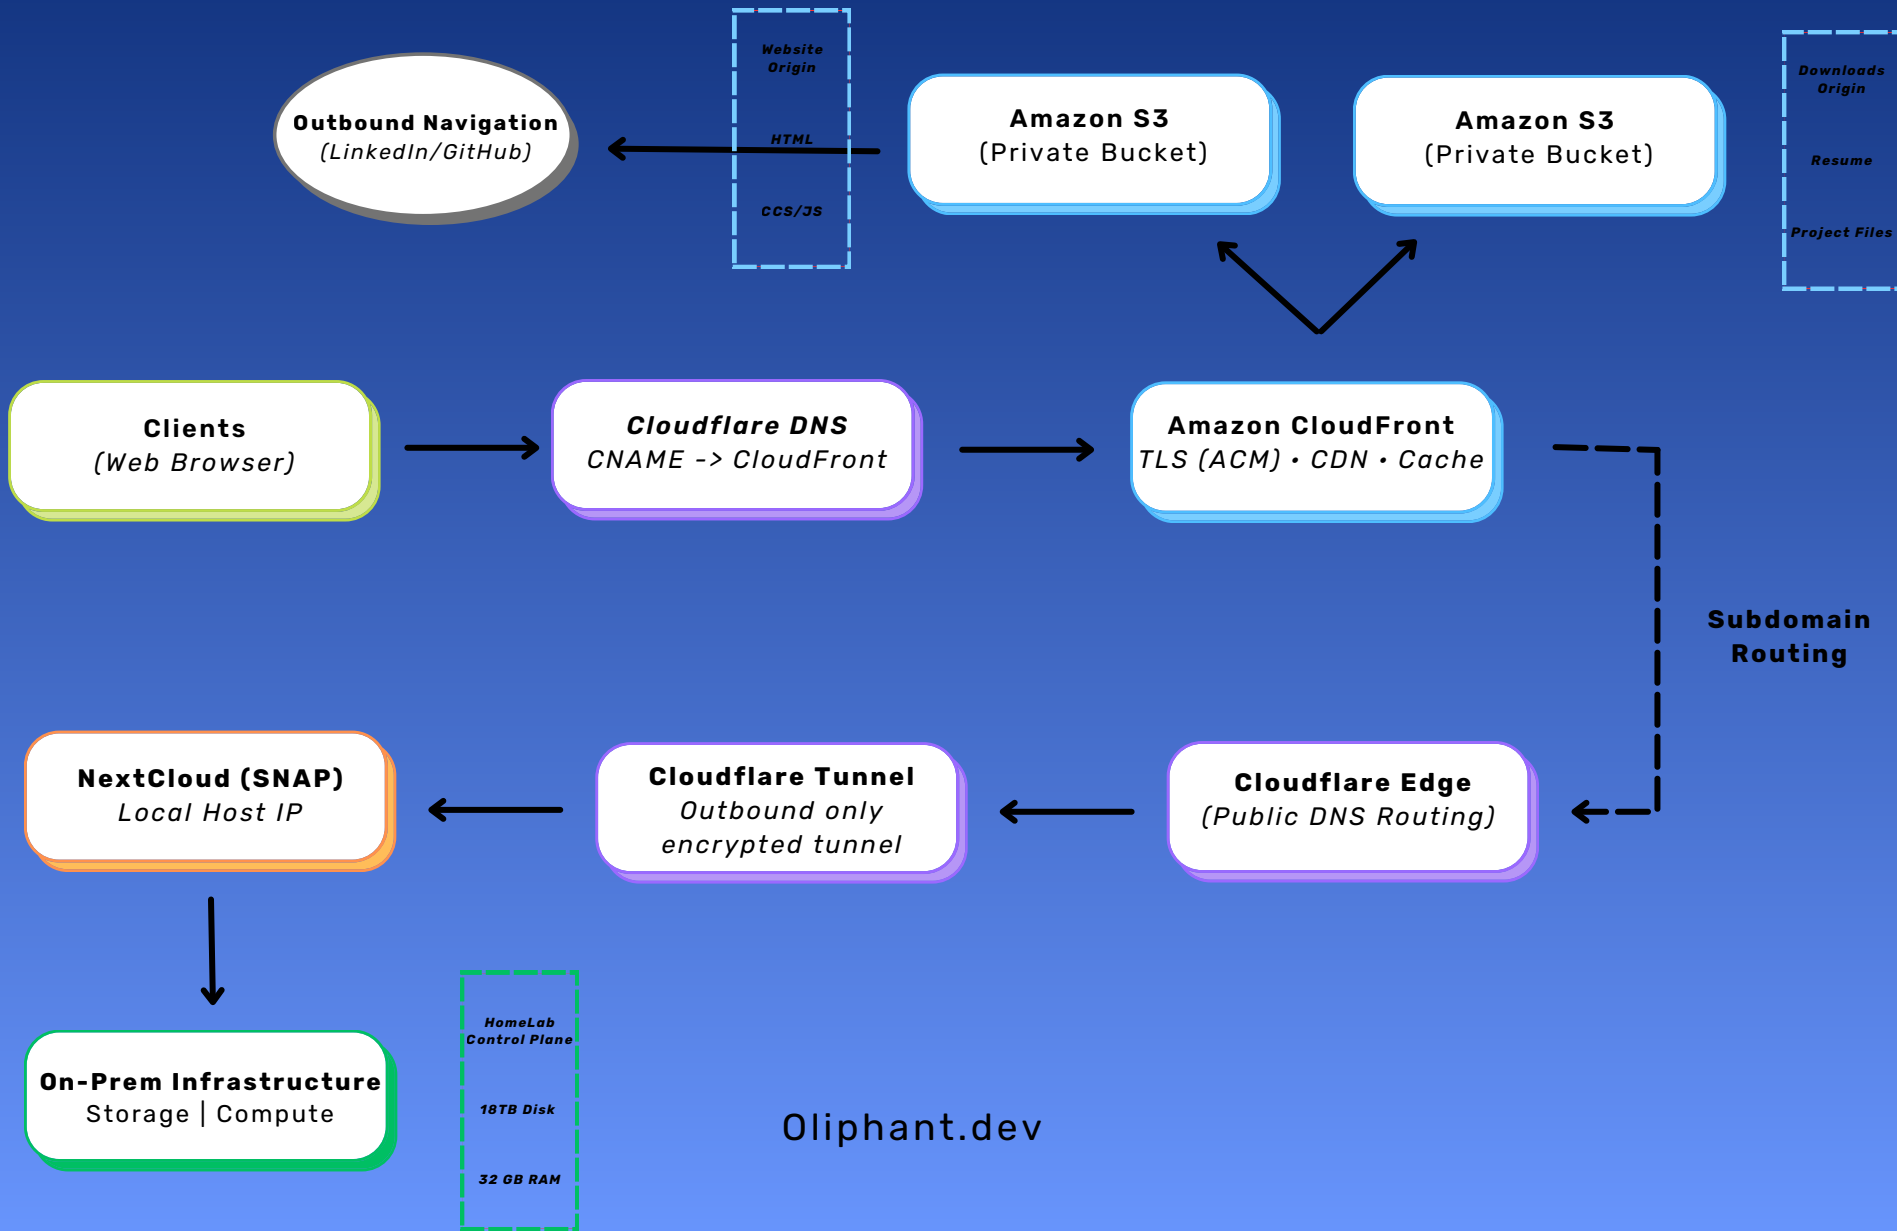 Website
Origin
HTML
CCS/JS
Downloads
Origin
Resume
Project Files
Outbound Navigation
(LinkedIn/GitHub)
Amazon S3
(Private Bucket)
Amazon S3
(Private Bucket)
Clients
(Web Browser)
Cloudflare DNS
CNAME -> CloudFront
Amazon CloudFront
TLS (ACM) • CDN • Cache
Subdomain
Routing
NextCloud (SNAP)
Local Host IP
Cloudflare Tunnel
Outbound only
encrypted tunnel
Cloudflare Edge
(Public DNS Routing)
On-Prem Infrastructure
Storage | Compute
HomeLab
Control Plane
18TB Disk
32 GB RAM
Oliphant.dev